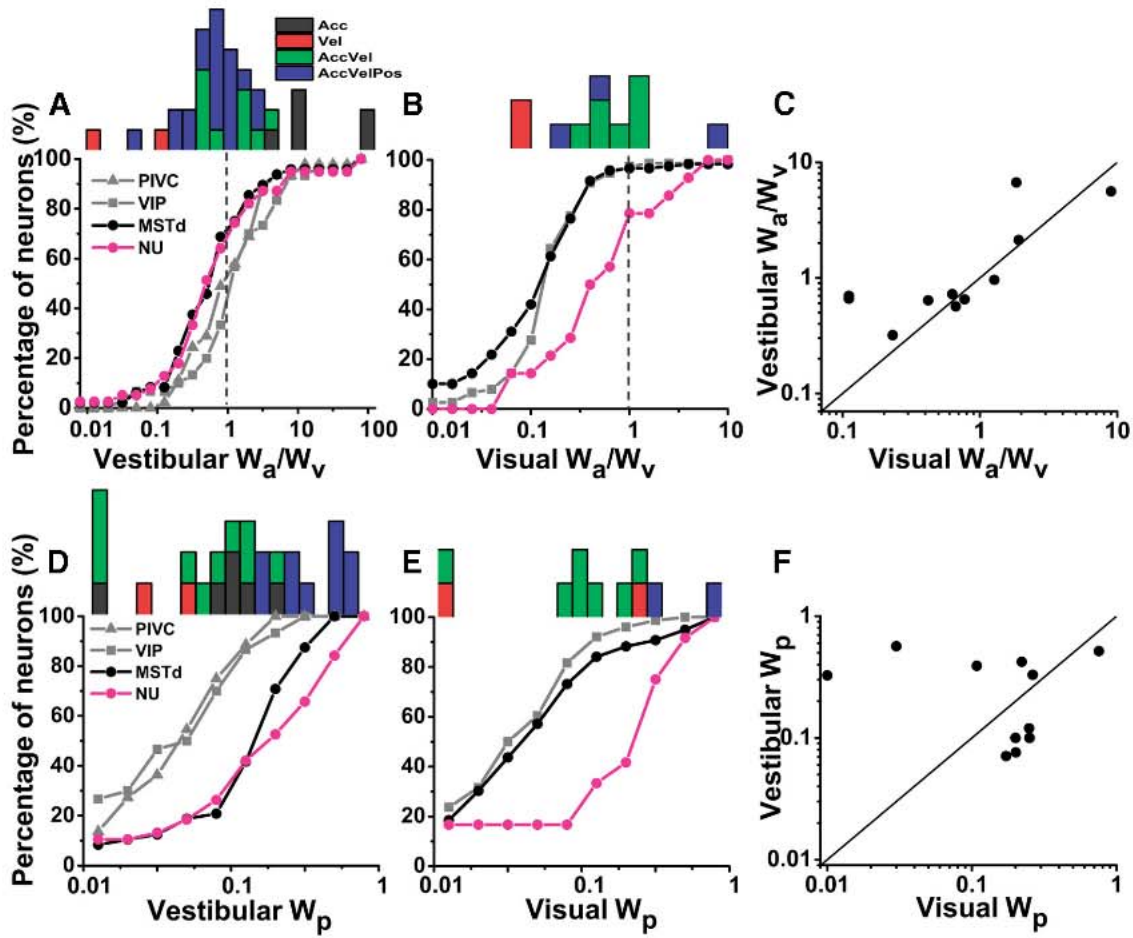 Acc
Vel
AccVel
AccVelPos
A
B
C
Percentage of neurons (%)
100
80
60
40
20
0
PIVC
VIP
MSTd
NU
0.01 0.1 1 10 100
Vestibular Wa/Wv
100
80
60
40
20
0
0.01 0.1 1 10
Visual Wa/Wv
Vestibular Wa/Wv
10
1
0.1
0.1 1 10
Visual Wa/Wv
D
E
F
Percentage of neurons (%)
100
80
60
40
20
0
PIVC
VIP
MSTd
NU
0.01 0.1 1
Vestibular Wp
100
80
60
40
20
0
0.01 0.1 1
Visual Wp
Vestibular Wp
1
0.1
0.01
0.01 0.1 1
Visual Wp